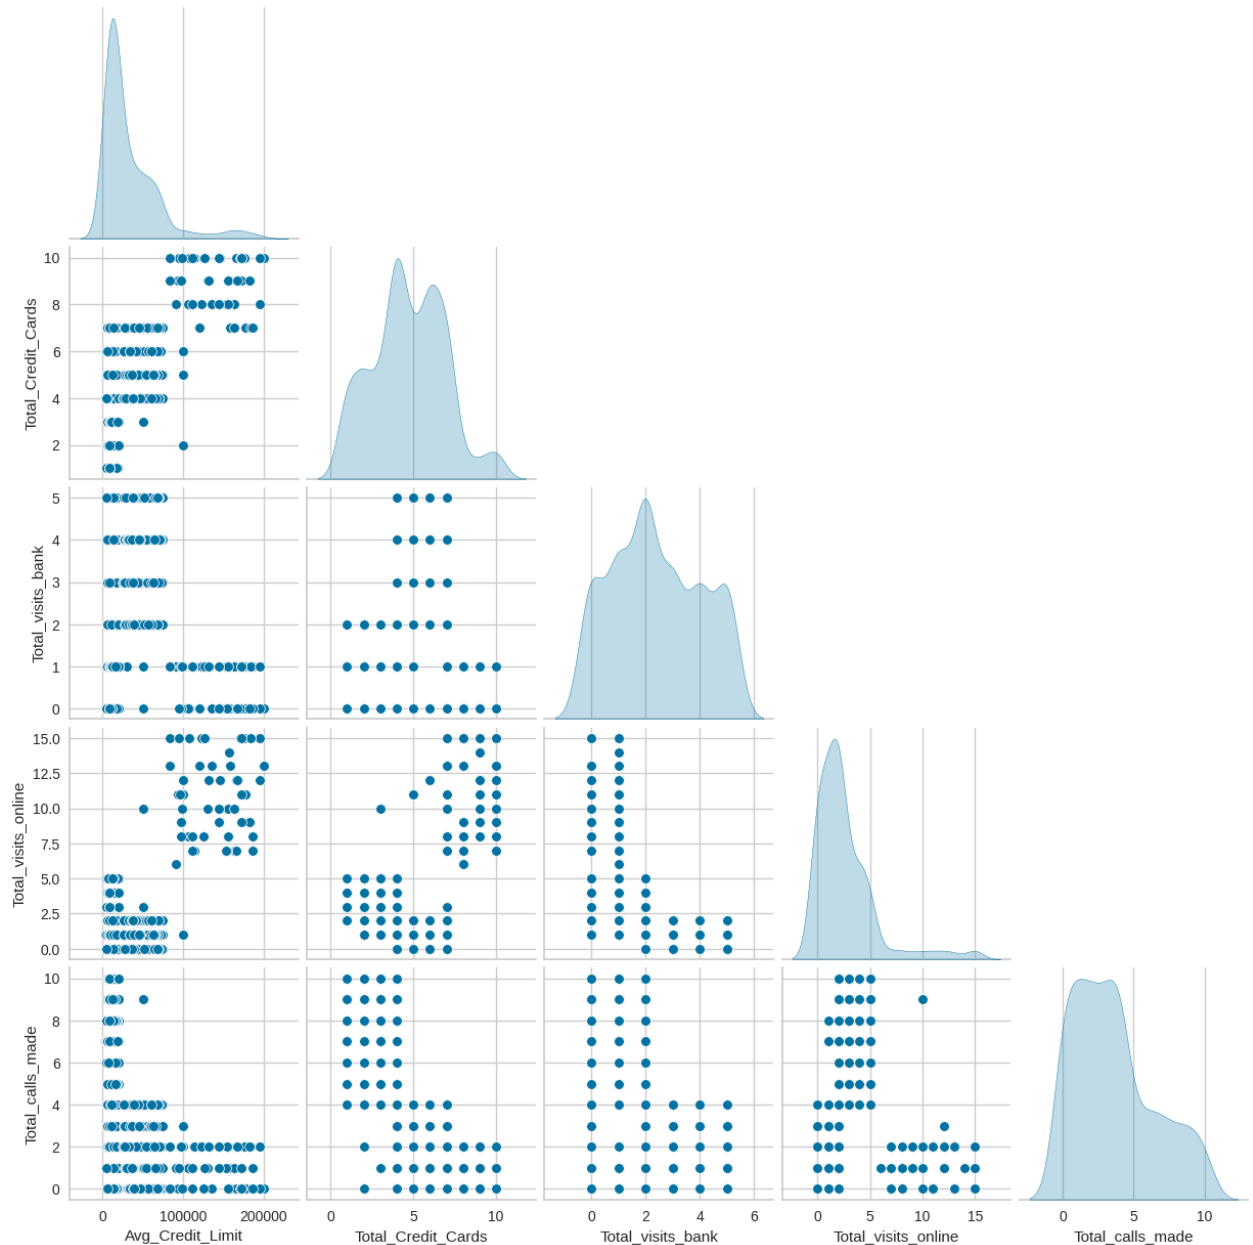 10
8
6
4
2
Total_Credit_Cards
5
4
3
2
1
0
Total_visits_bank
15.0
12.5
10.0
7.5
5.0
2.5
0.0
Total_visits_online
10
8
6
4
2
0
Total_calls_made
0 100000 200000
Avg_Credit_Limit
0 5 10
Total_Credit_Cards
0 2 4 6
Total_visits_bank
0 5 10 15
Total_visits_online
0 5 10
Total_calls_made